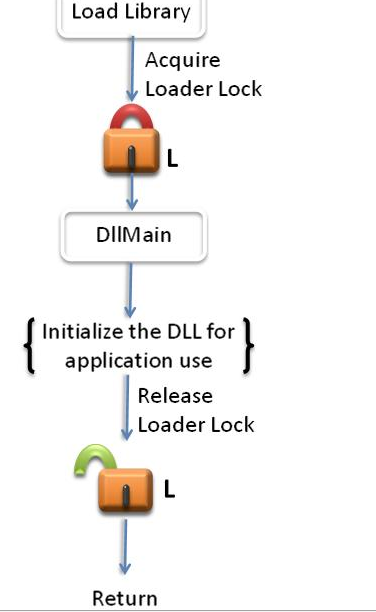 Load Library
Acquire
Loader Lock
L
DllMain
{ Initialize the DLL for
application use }
Release
Loader Lock
L
Return